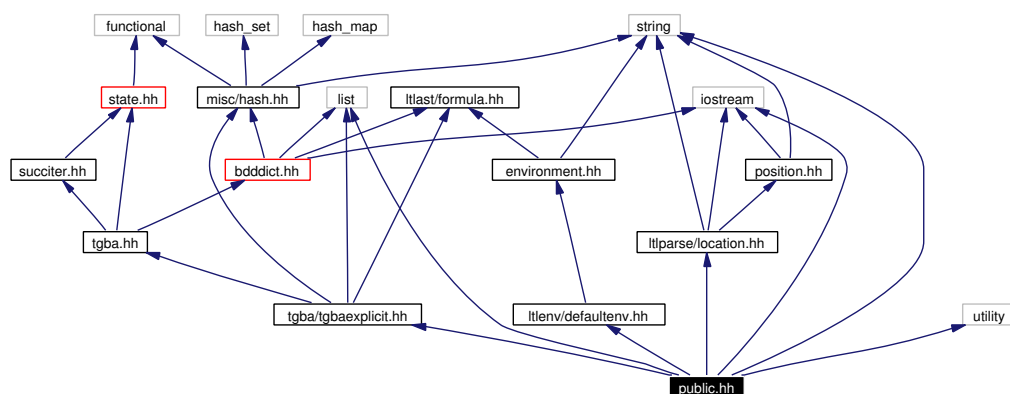 functional
hash_set
hash_map
string
state.hh
misc/hash.hh
list
ltlast/formula.hh
iostream
succiter.hh
bdddict.hh
environment.hh
position.hh
tgba.hh
ltlparse/location.hh
tgba/tgbaexplicit.hh
ltlenv/defaultenv.hh
utility
public.hh